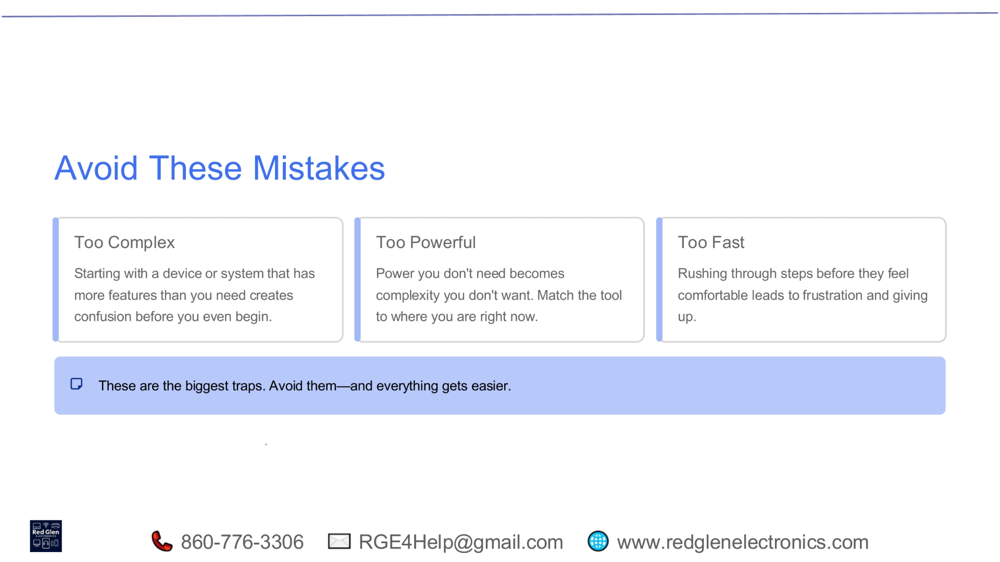 Avoid These Mistakes
Too Complex
Starting with a device or system that has
more features than you need creates
confusion before you even begin.
Too Powerful
Power you don't need becomes
complexity you don't want. Match the tool
to where you are right now.
Too Fast
Rushing through steps before they feel
comfortable leads to frustration and giving
up.
These are the biggest traps. Avoid them—and everything gets easier.
.
Red Glen
ELECTRONICS
860-776-3306
RGE4Help@gmail.com
www.redglenelectronics.com